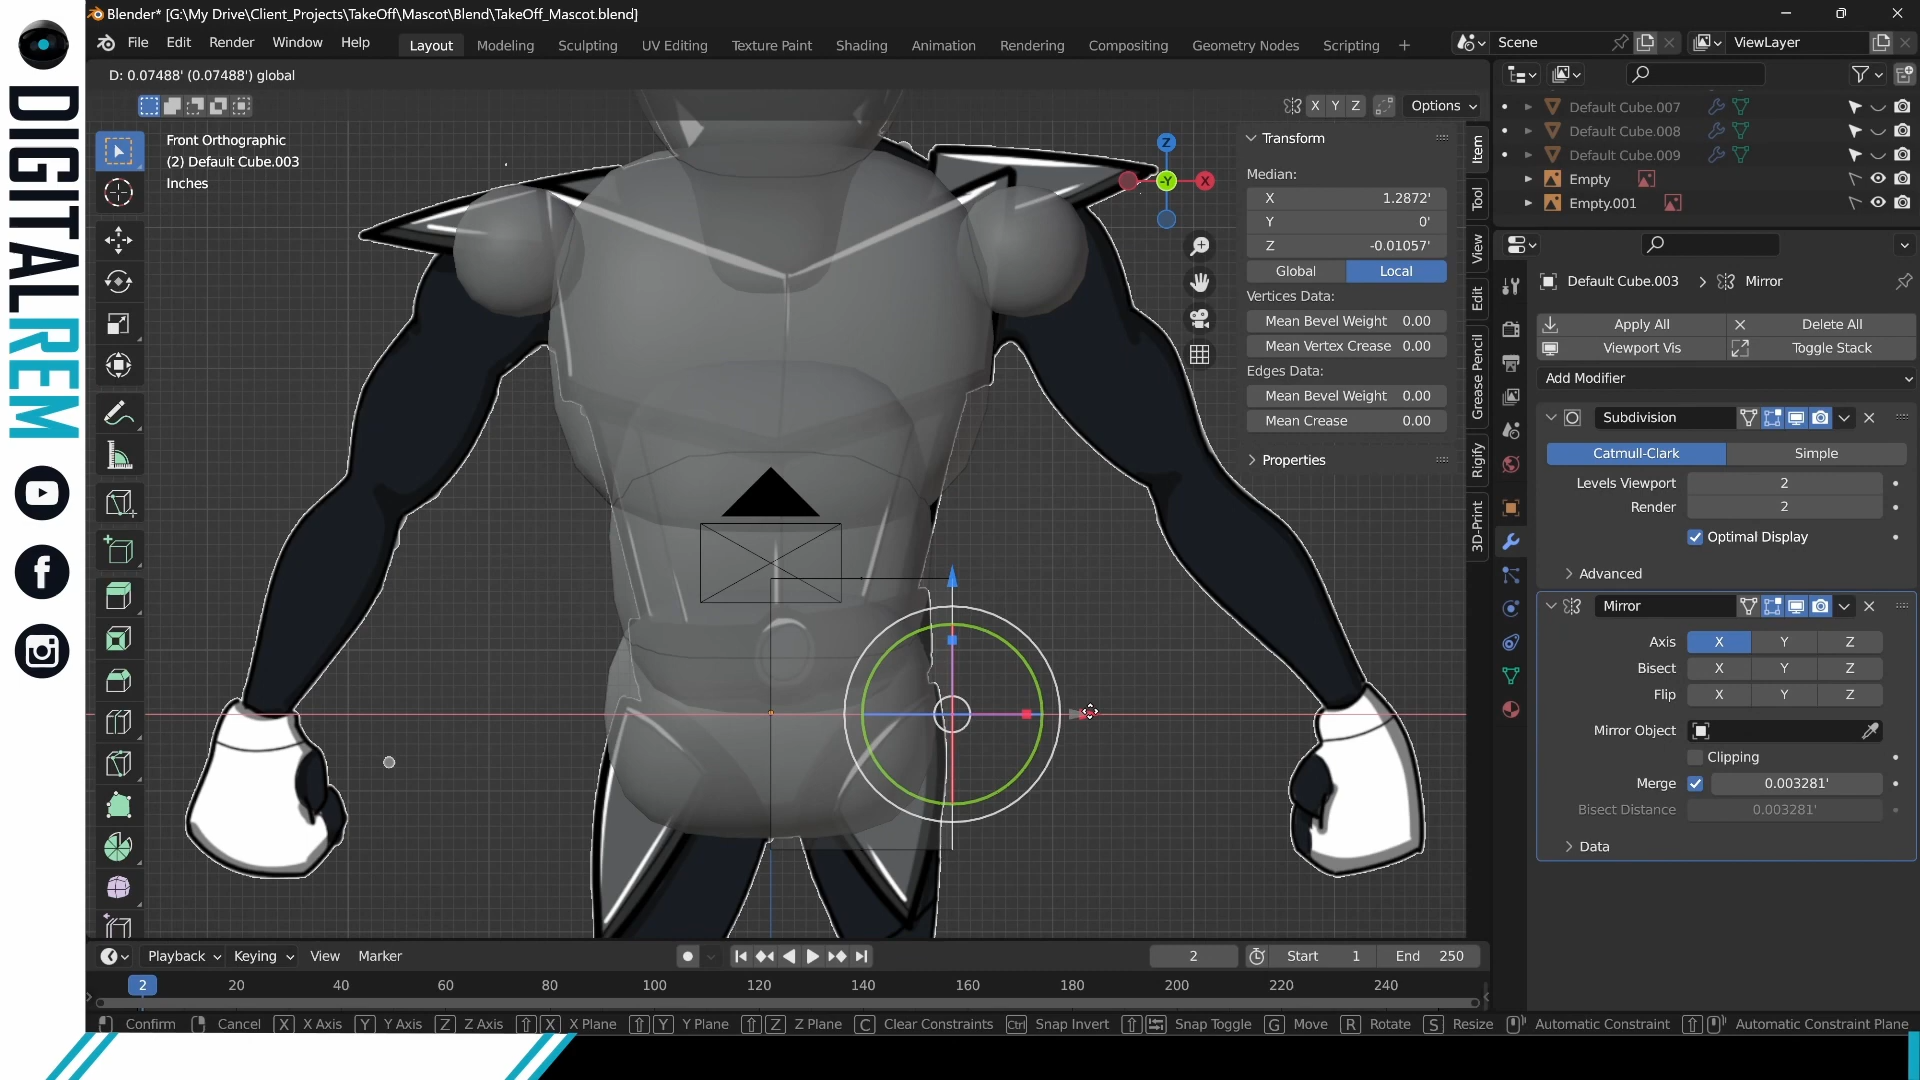 DIGITALREM
Blender* [G:\My Drive\Client_Projects\TakeOff\Mascot\Blend\TakeOff_Mascot.blend]
File Edit Render Window Help Layout Modeling Sculpting UV Editing Texture Paint Shading Animation Rendering Compositing Geometry Nodes Scripting + Scene ViewLayer
D: 0.07488' (0.07488') global
X Y Z Options
Front Orthographic
(2) Default Cube.003
Inches
Z
-Y
X
Transform
Median:
X 1.2872'
Y 0'
Z -0.01057'
Global Local
Vertices Data:
Mean Bevel Weight 0.00
Mean Vertex Crease 0.00
Edges Data:
Mean Bevel Weight 0.00
Mean Crease 0.00
Properties
Item
Tool
View
Edit
Grease Pencil
Rigify
3D-Print
Default Cube.007
Default Cube.008
Default Cube.009
Empty
Empty.001
Default Cube.003 > Mirror
Apply All Delete All
Viewport Vis Toggle Stack
Add Modifier
Subdivision
Catmull-Clark Simple
Levels Viewport 2
Render 2
Optimal Display
Advanced
Mirror
Axis X Y Z
Bisect X Y Z
Flip X Y Z
Mirror Object
Clipping
Merge 0.003281'
Bisect Distance 0.003281'
Data
Playback Keying View Marker 2 Start 1 End 250
2 20 40 60 80 100 120 140 160 180 200 220 240
Confirm Cancel X X Axis Y Y Axis Z Z Axis X X Plane Y Y Plane Z Z Plane C Clear Constraints Ctrl Snap Invert Snap Toggle G Move R Rotate S Resize Automatic Constraint Automatic Constraint Plane